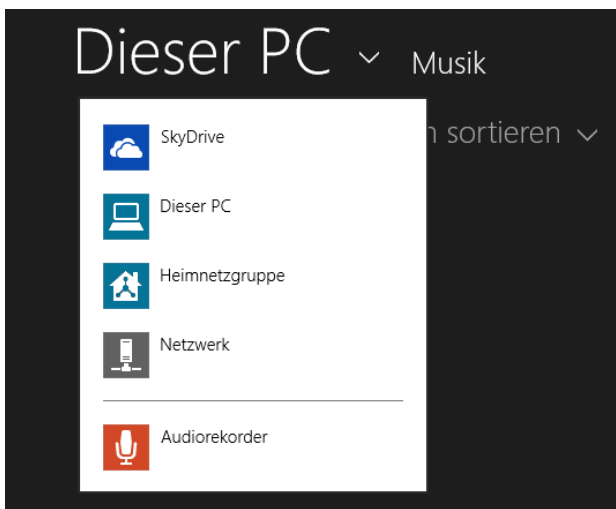 Dieser PC Musik
SkyDrive
n sortieren
Dieser PC
Heimnetzgruppe
Netzwerk
Audiorekorder